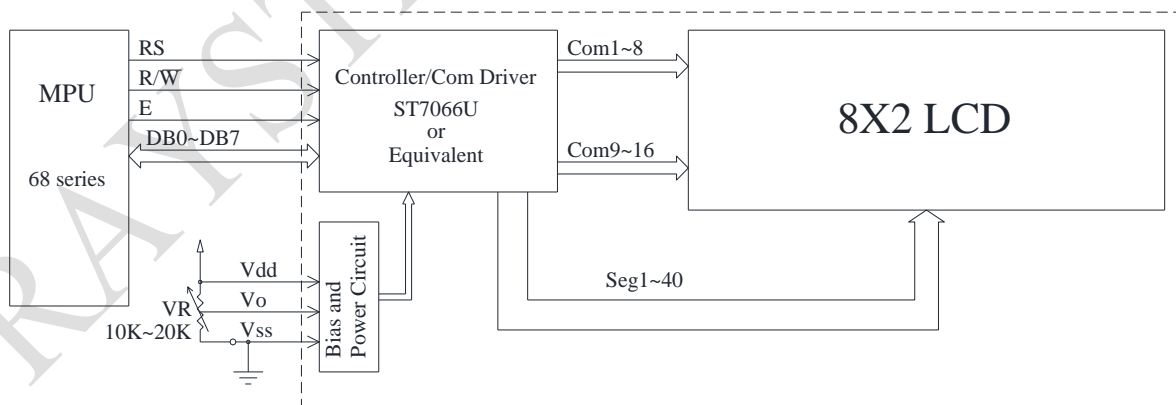 MPU
68 series
RS
R/W̅
E
DB0~DB7
Controller/Com Driver
ST7066U
or
Equivalent
Com1~8
Com9~16
8X2 LCD
Seg1~40
Vdd
Vo
Vss
VR
10K~20K
Bias and
Power Circuit
RAYST